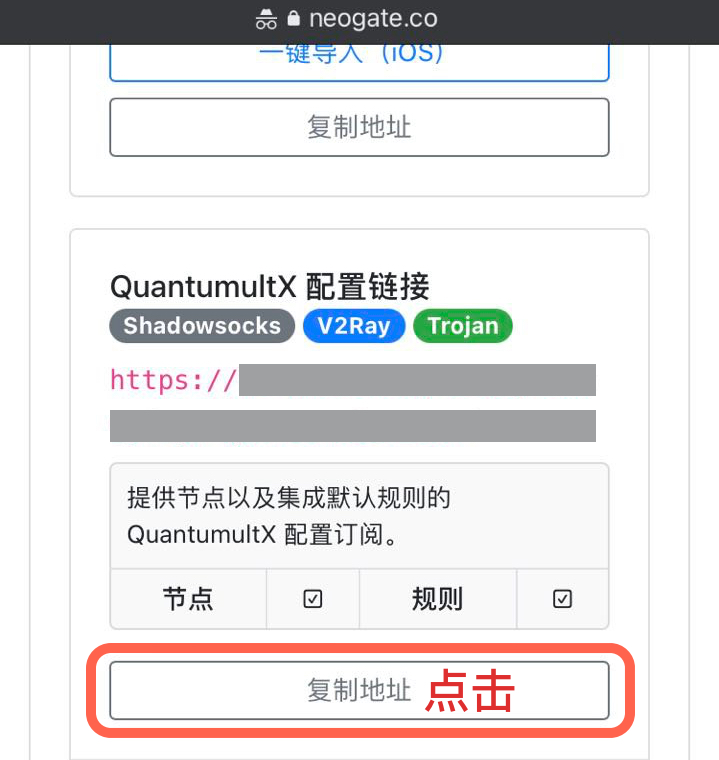 neogate.co
一键导入（iOS）
复制地址
QuantumultX 配置链接
Shadowsocks V2Ray Trojan
https://
提供节点以及集成默认规则的
QuantumultX 配置订阅。
节点 规则
复制地址 点击